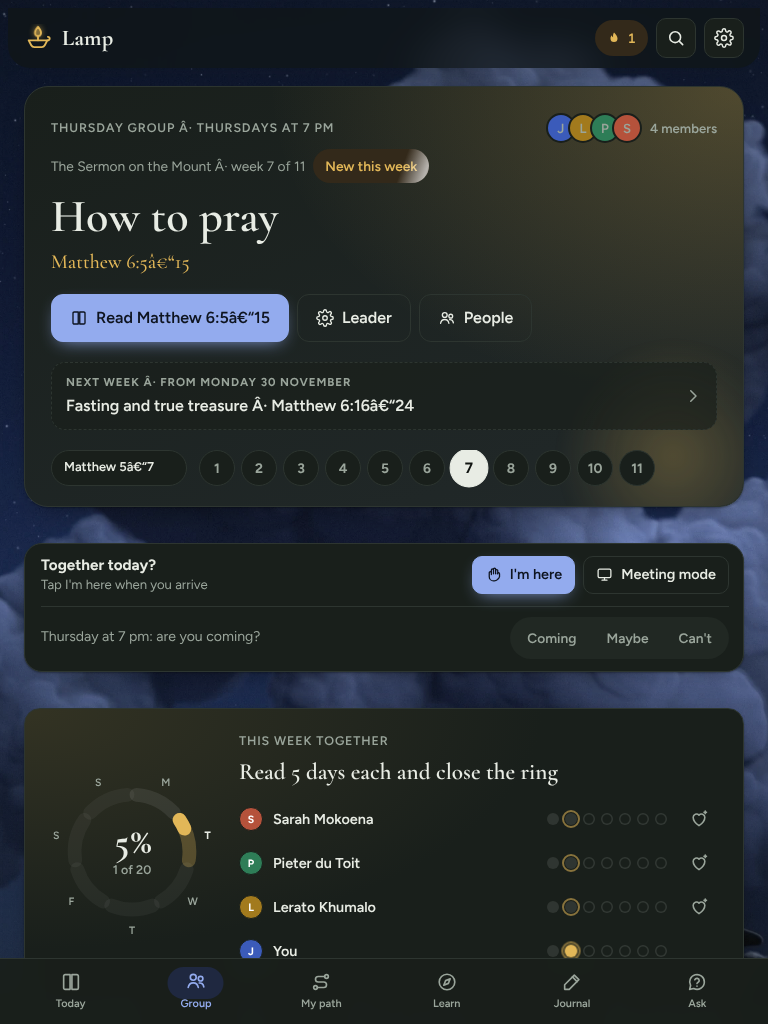 Lamp
1
THURSDAY GROUP Â· THURSDAYS AT 7 PM
J L P S 4 members
The Sermon on the Mount Â· week 7 of 11 New this week
How to pray
Matthew 6:5â€“15
Read Matthew 6:5â€“15 Leader People
NEXT WEEK Â· FROM MONDAY 30 NOVEMBER
Fasting and true treasure Â· Matthew 6:16â€“24
Matthew 5â€“7 1 2 3 4 5 6 7 8 9 10 11
Together today?
Tap I'm here when you arrive
I'm here Meeting mode
Thursday at 7 pm: are you coming?
Coming Maybe Can't
S M T W T F S
5%
1 of 20
THIS WEEK TOGETHER
Read 5 days each and close the ring
S Sarah Mokoena
P Pieter du Toit
L Lerato Khumalo
J You
Today Group My path Learn Journal Ask